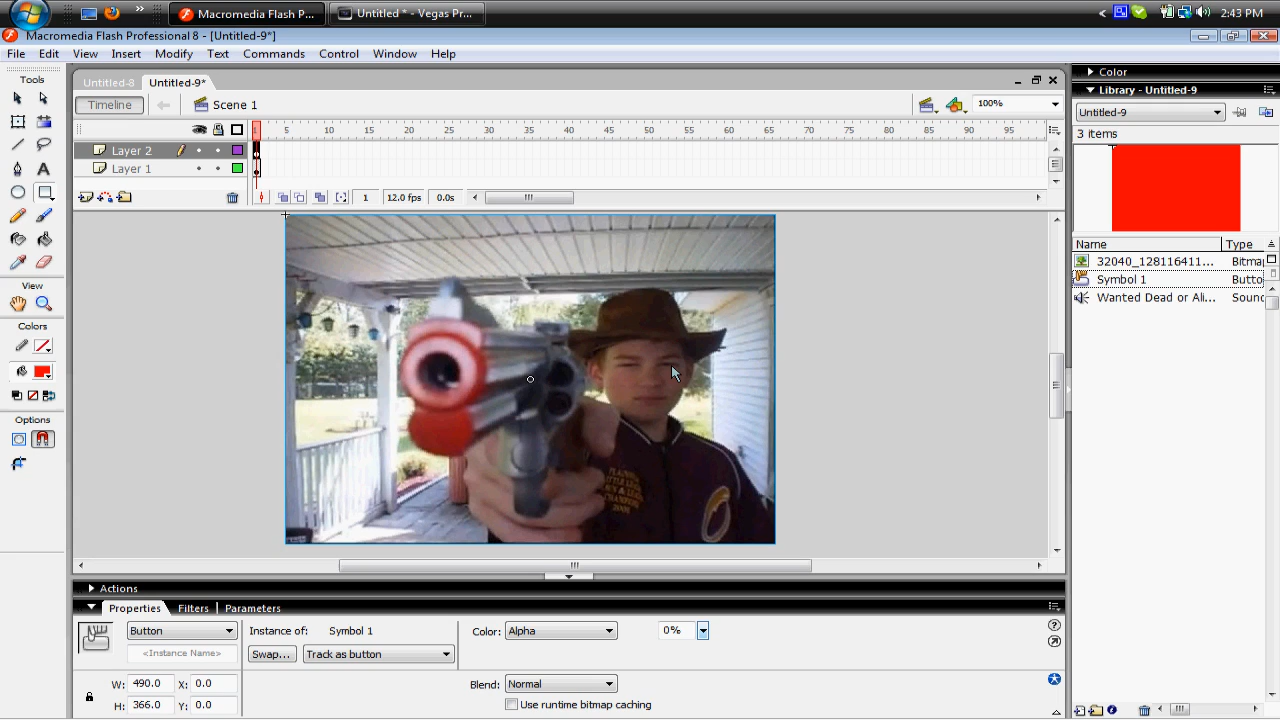 Macromedia Flash P... Untitled * - Vegas Pr... 2:43 PM
Macromedia Flash Professional 8 - [Untitled-9*]
File Edit View Insert Modify Text Commands Control Window Help
Tools
View
Colors
Options
Untitled-8 Untitled-9*
Timeline Scene 1 100%
1 5 10 15 20 25 30 35 40 45 50 55 60 65 70 75 80 85 90 95
Layer 2
Layer 1
1 12.0 fps 0.0s
Color
Library - Untitled-9
Untitled-9
3 items
Name Type
32040_128116411... Bitma
Symbol 1 Butto
Wanted Dead or Ali... Sound
CHAMPIONS
Actions
Properties Filters Parameters
Button Instance of: Symbol 1 Color: Alpha 0%
<Instance Name> Swap... Track as button
W: 490.0 X: 0.0 Blend: Normal
H: 366.0 Y: 0.0 Use runtime bitmap caching